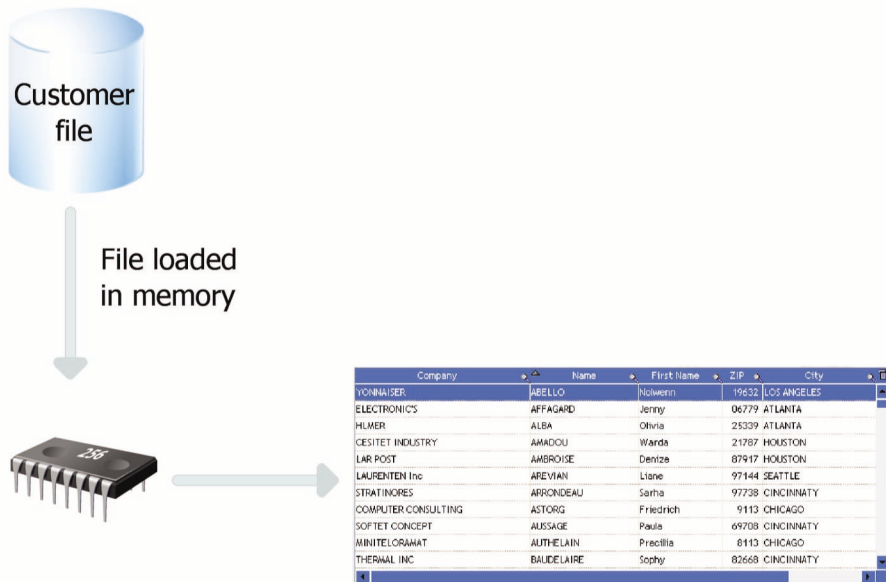 Customer
file
File loaded
in memory
256
Company Name First Name ZIP City
YONNAISER ABELLO Nolwenn 19632 LOS ANGELES
ELECTRONIC'S AFFAGARD Jenny 06779 ATLANTA
HLMER ALBA Olivia 25339 ATLANTA
CESITET INDUSTRY AMADOU Warda 21787 HOUSTON
LAR POST AMBROISE Denize 87917 HOUSTON
LAURENTEN Inc AREVIAN Liane 97144 SEATTLE
STRATINORES ARRONDEAU Sarha 97738 CINCINNATY
COMPUTER CONSULTING ASTORG Friedrich 9113 CHICAGO
SOFTET CONCEPT AUSSAGE Paula 69708 CINCINNATY
MINITELORAMAT AUTHELAIN Precillia 8113 CHICAGO
THERMAL INC BAUDELAIRE Sophy 82668 CINCINNATY